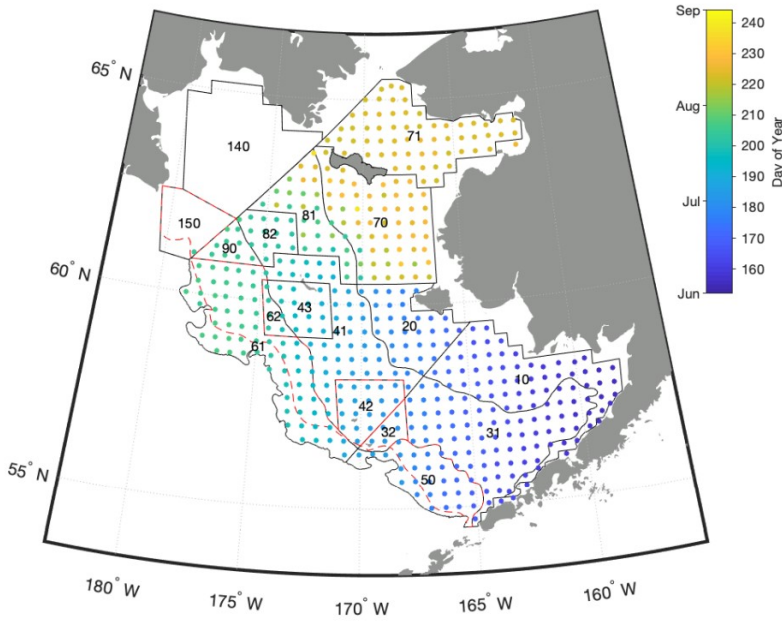 65° N
60° N
55° N
180° W
175° W
170° W
165° W
160° W
140
150
71
70
81
82
90
43
62
41
20
61
10
42
32
31
50
Sep
Aug
Jul
Jun
240
230
220
210
200
190
180
170
160
Day of Year